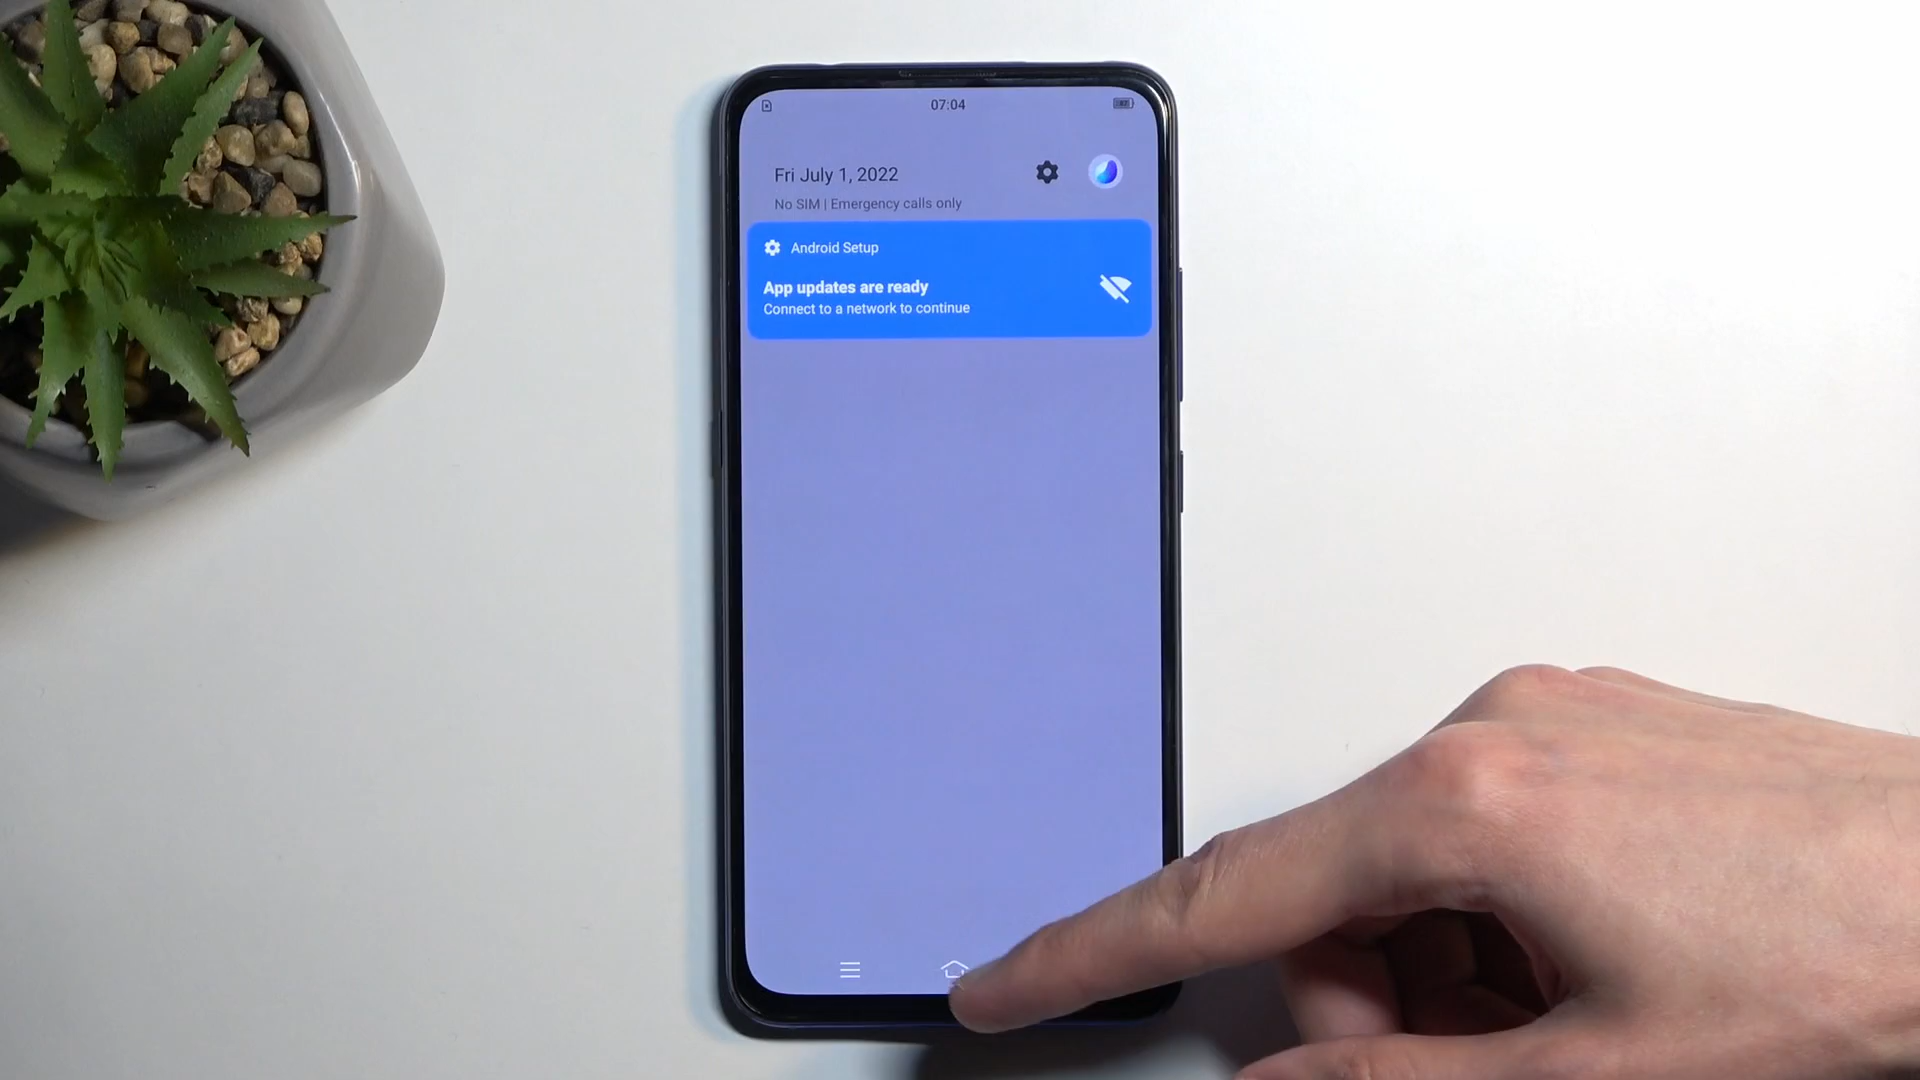 07:04
Fri July 1, 2022
No SIM | Emergency calls only
Android Setup
App updates are ready
Connect to a network to continue